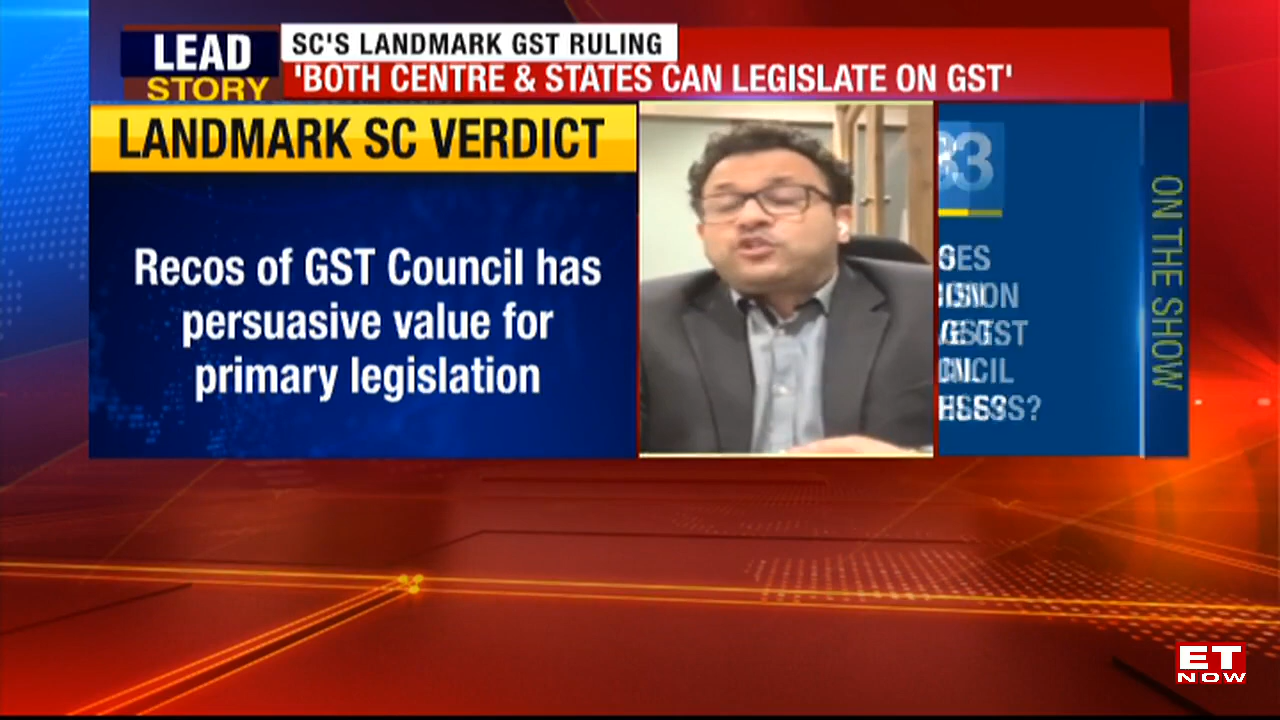 LEAD
STORY
SC'S LANDMARK GST RULING
'BOTH CENTRE & STATES CAN LEGISLATE ON GST'
LANDMARK SC VERDICT
Recos of GST Council has
persuasive value for
primary legislation
ON THE SHOW
ET
NOW